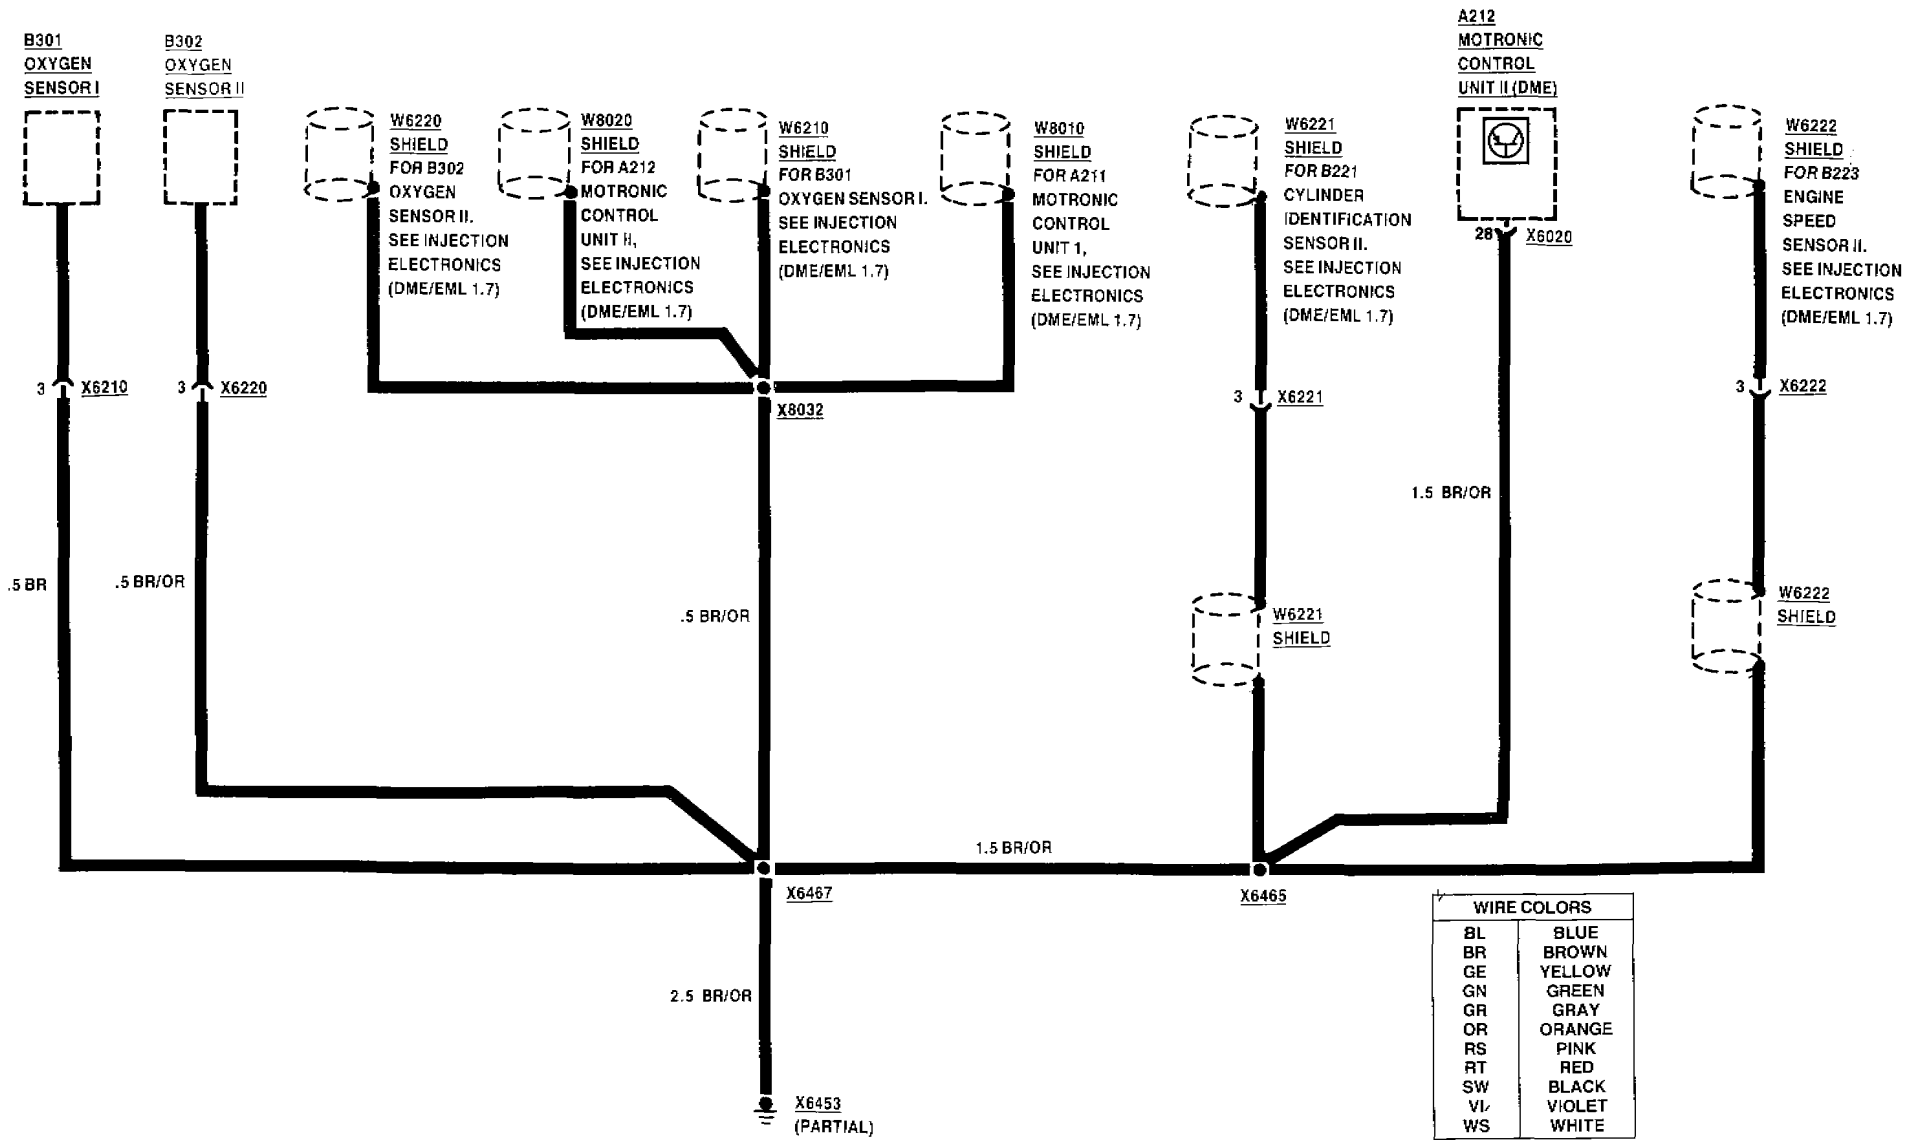 B301
OXYGEN
SENSOR I
B302
OXYGEN
SENSOR II
W6220
SHIELD
FOR B302
OXYGEN
SENSOR II.
SEE INJECTION
ELECTRONICS
(DME/EML 1.7)
W8020
SHIELD
FOR A212
MOTRONIC
CONTROL
UNIT II,
SEE INJECTION
ELECTRONICS
(DME/EML 1.7)
W6210
SHIELD
FOR B301
OXYGEN SENSOR I.
SEE INJECTION
ELECTRONICS
(DME/EML 1.7)
W8010
SHIELD
FOR A211
MOTRONIC
CONTROL
UNIT 1,
SEE INJECTION
ELECTRONICS
(DME/EML 1.7)
W6221
SHIELD
FOR B221
CYLINDER
IDENTIFICATION
SENSOR II.
SEE INJECTION
ELECTRONICS
(DME/EML 1.7)
A212
MOTRONIC
CONTROL
UNIT II (DME)
28 X6020
W6222
SHIELD
FOR B223
ENGINE
SPEED
SENSOR II.
SEE INJECTION
ELECTRONICS
(DME/EML 1.7)
3 X6210
3 X6220
X8032
3 X6221
3 X6222
1.5 BR/OR
.5 BR
.5 BR/OR
.5 BR/OR
W6221
SHIELD
W6222
SHIELD
1.5 BR/OR
X6467
X6465
2.5 BR/OR
X6453
(PARTIAL)
WIRE COLORS
BL BLUE
BR BROWN
GE YELLOW
GN GREEN
GR GRAY
OR ORANGE
RS PINK
RT RED
SW BLACK
VI VIOLET
WS WHITE